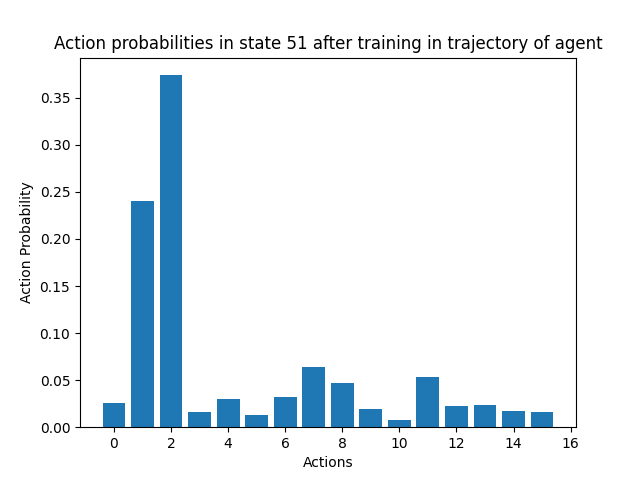 Action probabilities in state 51 after training in trajectory of agent
0.35
0.30
0.25
0.20
0.15
0.10
0.05
0.00
Action Probability
0 2 4 6 8 10 12 14 16
Actions